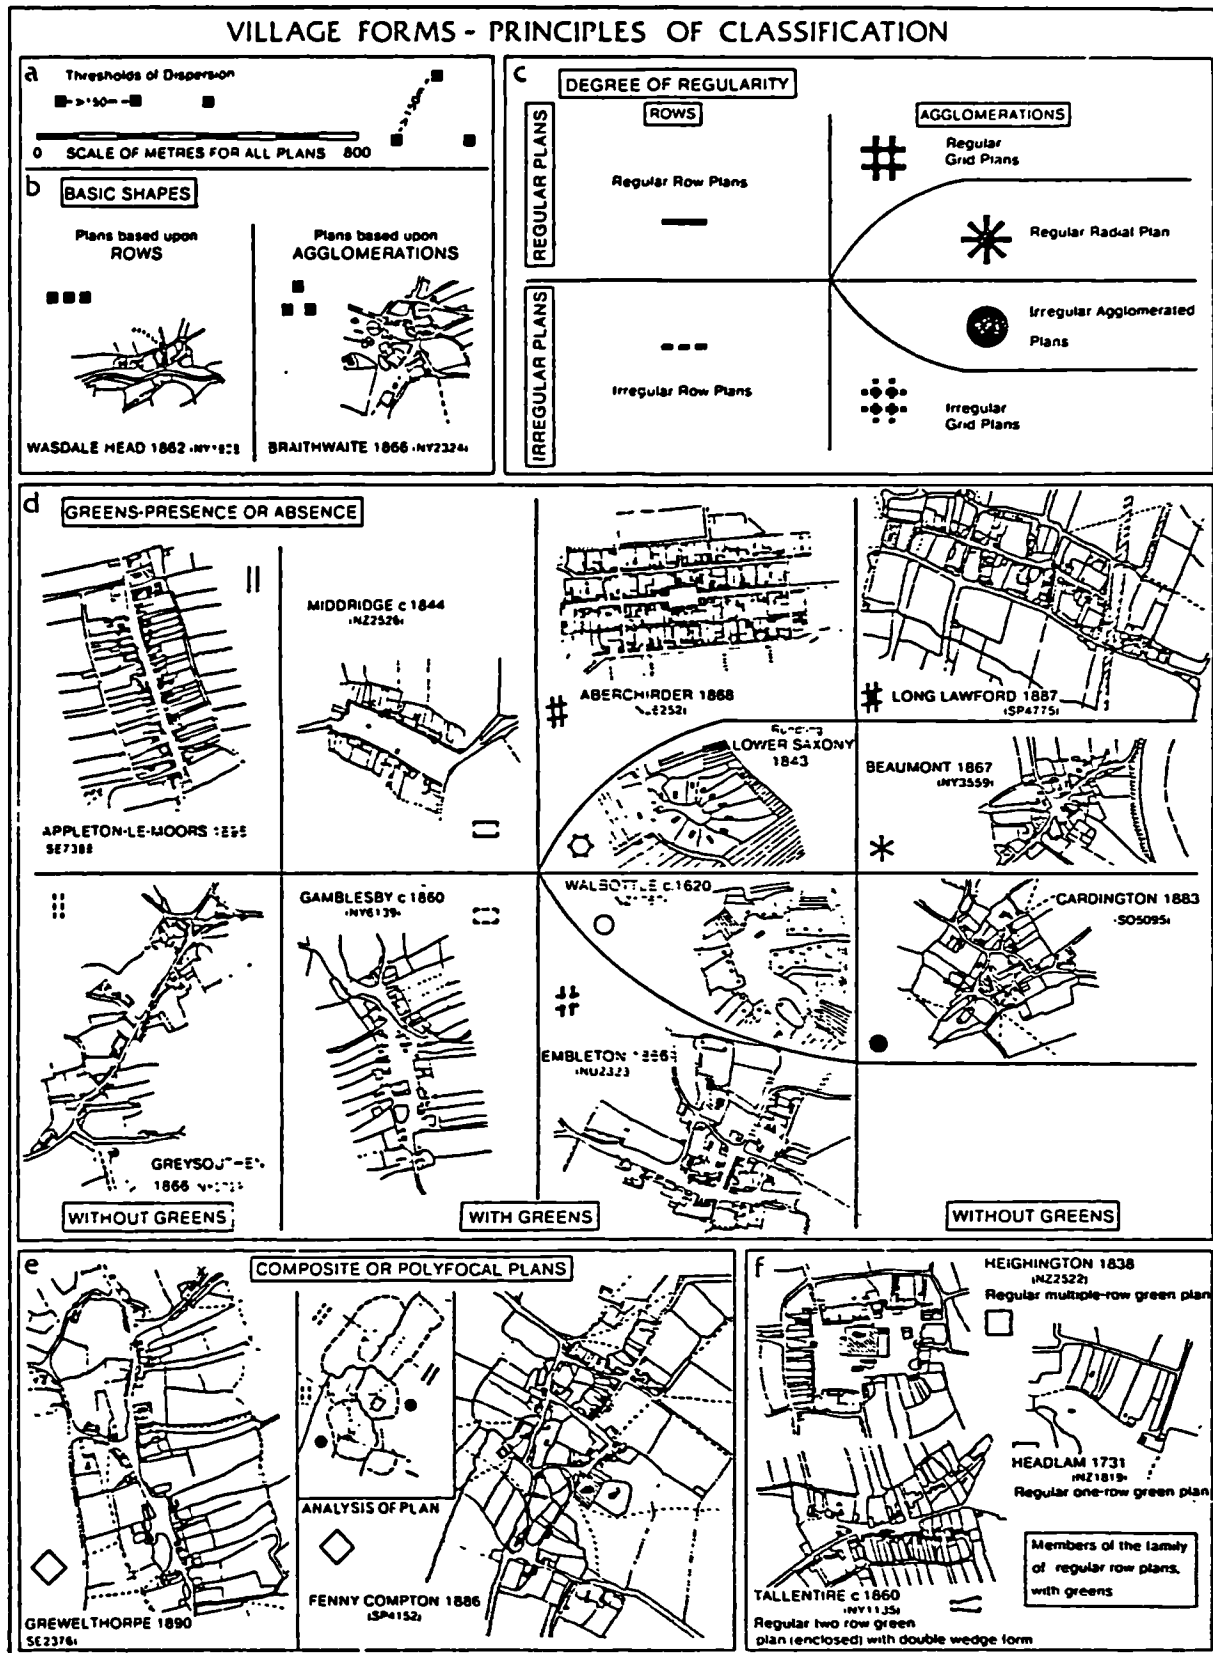 VILLAGE FORMS - PRINCIPLES OF CLASSIFICATION
a
Thresholds of Dispersion
0 SCALE OF METRES FOR ALL PLANS 800
b
BASIC SHAPES
Plans based upon
ROWS
Plans based upon
AGGLOMERATIONS
WASDALE HEAD 1862
BRAITHWAITE 1866 (NY2324)
c
DEGREE OF REGULARITY
ROWS
AGGLOMERATIONS
REGULAR PLANS
Regular Row Plans
Regular
Grid Plans
Regular Radial Plan
IRREGULAR PLANS
Irregular Row Plans
Irregular Agglomerated
Plans
Irregular
Grid Plans
d
GREENS-PRESENCE OR ABSENCE
APPLETON-LE-MOORS
MIDDRIDGE c 1844
(NZ2526)
ABERCHIRDER 1868
LONG LAWFORD 1887
(SP4775)
LOWER SAXONY
1843
BEAUMONT 1867
(NY3559)
GREYSOUTHEN
1866
GAMBLESBY c 1860
(NY6139)
WALBOTTLE c.1620
EMBLETON
(NU2323)
CARDINGTON 1883
(SO5095)
WITHOUT GREENS
WITH GREENS
WITHOUT GREENS
e
COMPOSITE OR POLYFOCAL PLANS
ANALYSIS OF PLAN
GREWELTHORPE 1890
SE2376)
FENNY COMPTON 1886
(SP4152)
f
HEIGHINGTON 1838
(NZ2522)
Regular multiple-row green plan
HEADLAM 1731
(NZ1819)
Regular one-row green plan
TALLENTIRE c 1860
(NY1135)
Regular two row green
plan (enclosed) with double wedge form
Members of the family
of regular row plans,
with greens